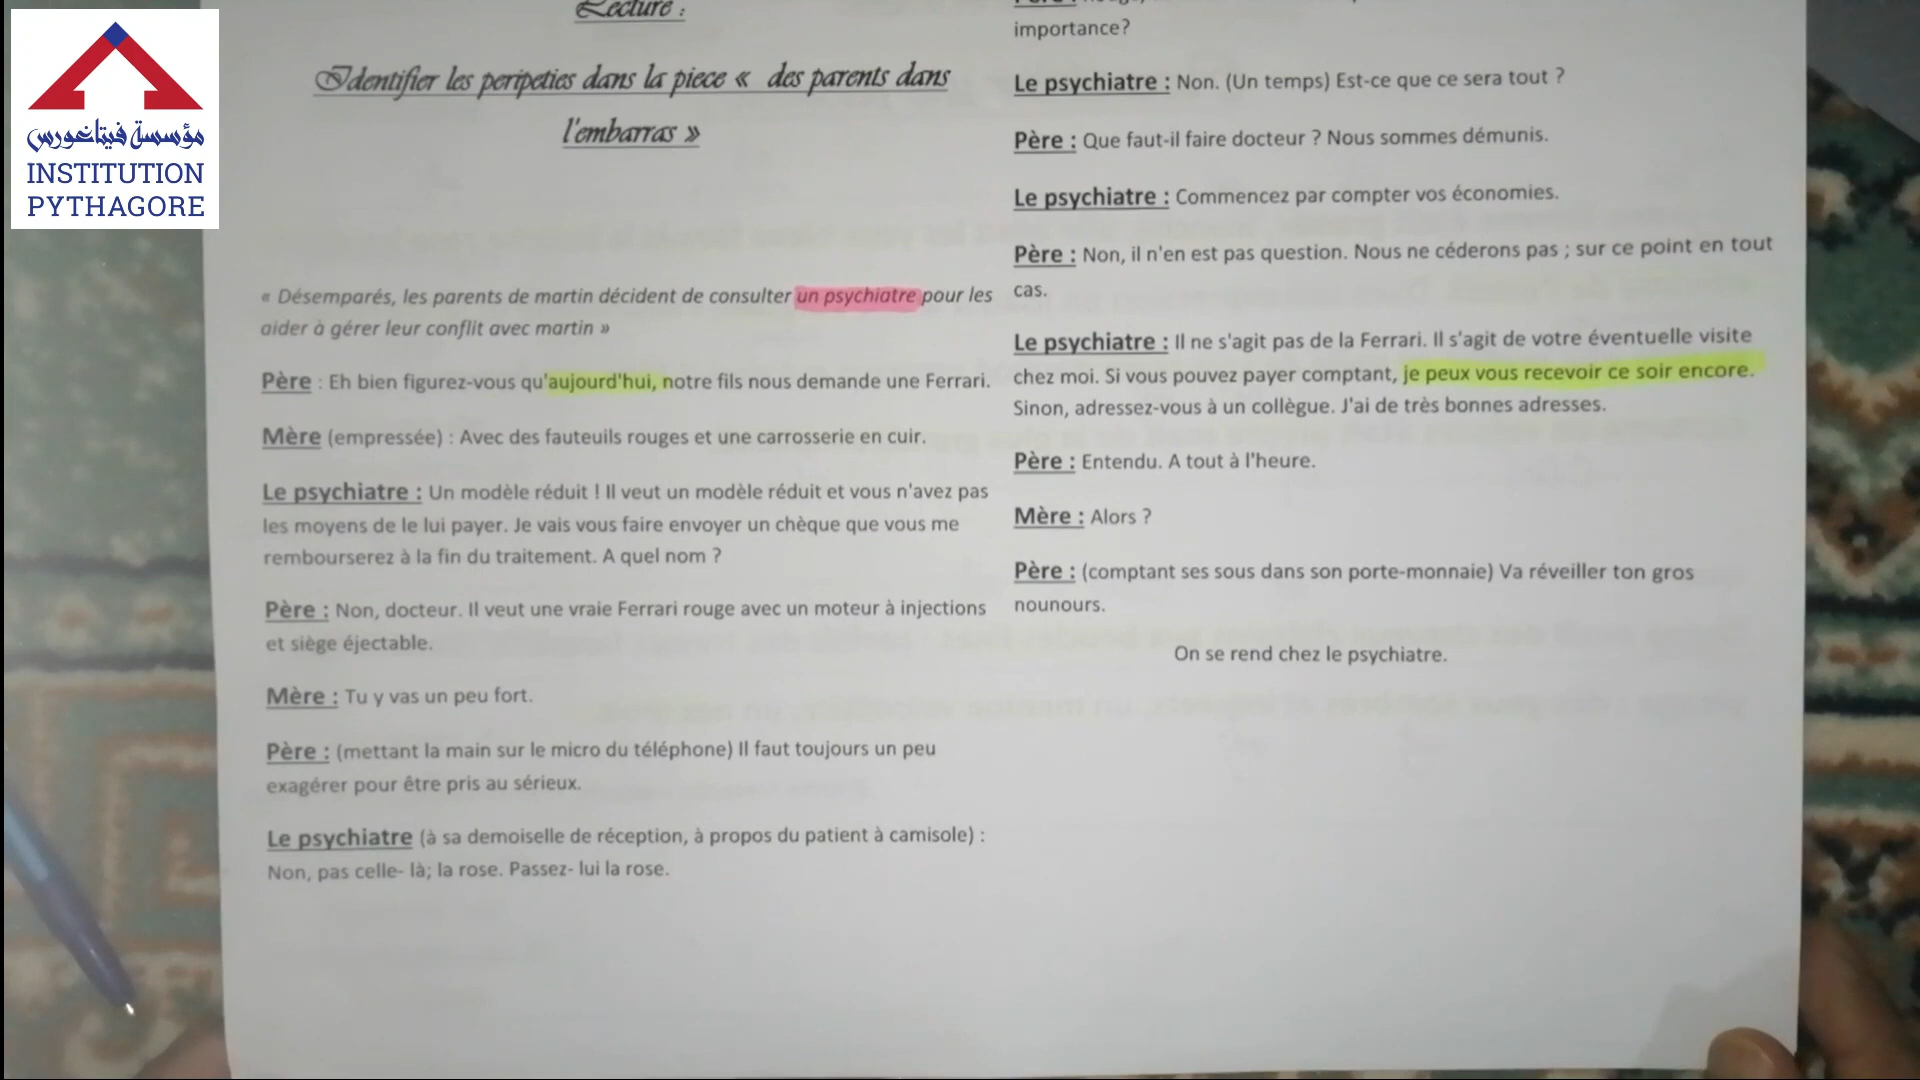 مؤسسة فيتاغورس
INSTITUTION
PYTHAGORE
Lecture :
Identifier les peripeties dans la piece « des parents dans
l'embarras »
« Désemparés, les parents de martin décident de consulter un psychiatre pour les
aider à gérer leur conflit avec martin »
Père : Eh bien figurez-vous qu'aujourd'hui, notre fils nous demande une Ferrari.
Mère (empressée) : Avec des fauteuils rouges et une carrosserie en cuir.
Le psychiatre : Un modèle réduit ! Il veut un modèle réduit et vous n'avez pas
les moyens de le lui payer. Je vais vous faire envoyer un chèque que vous me
rembourserez à la fin du traitement. A quel nom ?
Père : Non, docteur. Il veut une vraie Ferrari rouge avec un moteur à injections
et siège éjectable.
Mère : Tu y vas un peu fort.
Père : (mettant la main sur le micro du téléphone) Il faut toujours un peu
exagérer pour être pris au sérieux.
Le psychiatre (à sa demoiselle de réception, à propos du patient à camisole) :
Non, pas celle- là; la rose. Passez- lui la rose.
importance?
Le psychiatre : Non. (Un temps) Est-ce que ce sera tout ?
Père : Que faut-il faire docteur ? Nous sommes démunis.
Le psychiatre : Commencez par compter vos économies.
Père : Non, il n'en est pas question. Nous ne céderons pas ; sur ce point en tout
cas.
Le psychiatre : Il ne s'agit pas de la Ferrari. Il s'agit de votre éventuelle visite
chez moi. Si vous pouvez payer comptant, je peux vous recevoir ce soir encore.
Sinon, adressez-vous à un collègue. J'ai de très bonnes adresses.
Père : Entendu. A tout à l'heure.
Mère : Alors ?
Père : (comptant ses sous dans son porte-monnaie) Va réveiller ton gros
nounours.
On se rend chez le psychiatre.